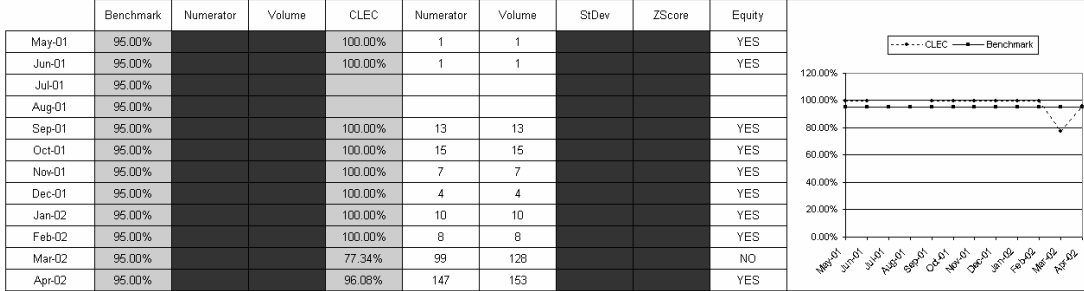 Benchmark Numerator Volume CLEC Numerator Volume StDev ZScore Equity
May-01 95.00% 100.00% 1 1 YES
Jun-01 95.00% 100.00% 1 1 YES
Jul-01 95.00%
Aug-01 95.00%
Sep-01 95.00% 100.00% 13 13 YES
Oct-01 95.00% 100.00% 15 15 YES
Nov-01 95.00% 100.00% 7 7 YES
Dec-01 95.00% 100.00% 4 4 YES
Jan-02 95.00% 100.00% 10 10 YES
Feb-02 95.00% 100.00% 8 8 YES
Mar-02 95.00% 77.34% 99 128 NO
Apr-02 95.00% 96.08% 147 153 YES
CLEC Benchmark
120.00%
100.00%
80.00%
60.00%
40.00%
20.00%
0.00%
May-01 Jun-01 Jul-01 Aug-01 Sep-01 Oct-01 Nov-01 Dec-01 Jan-02 Feb-02 Mar-02 Apr-02